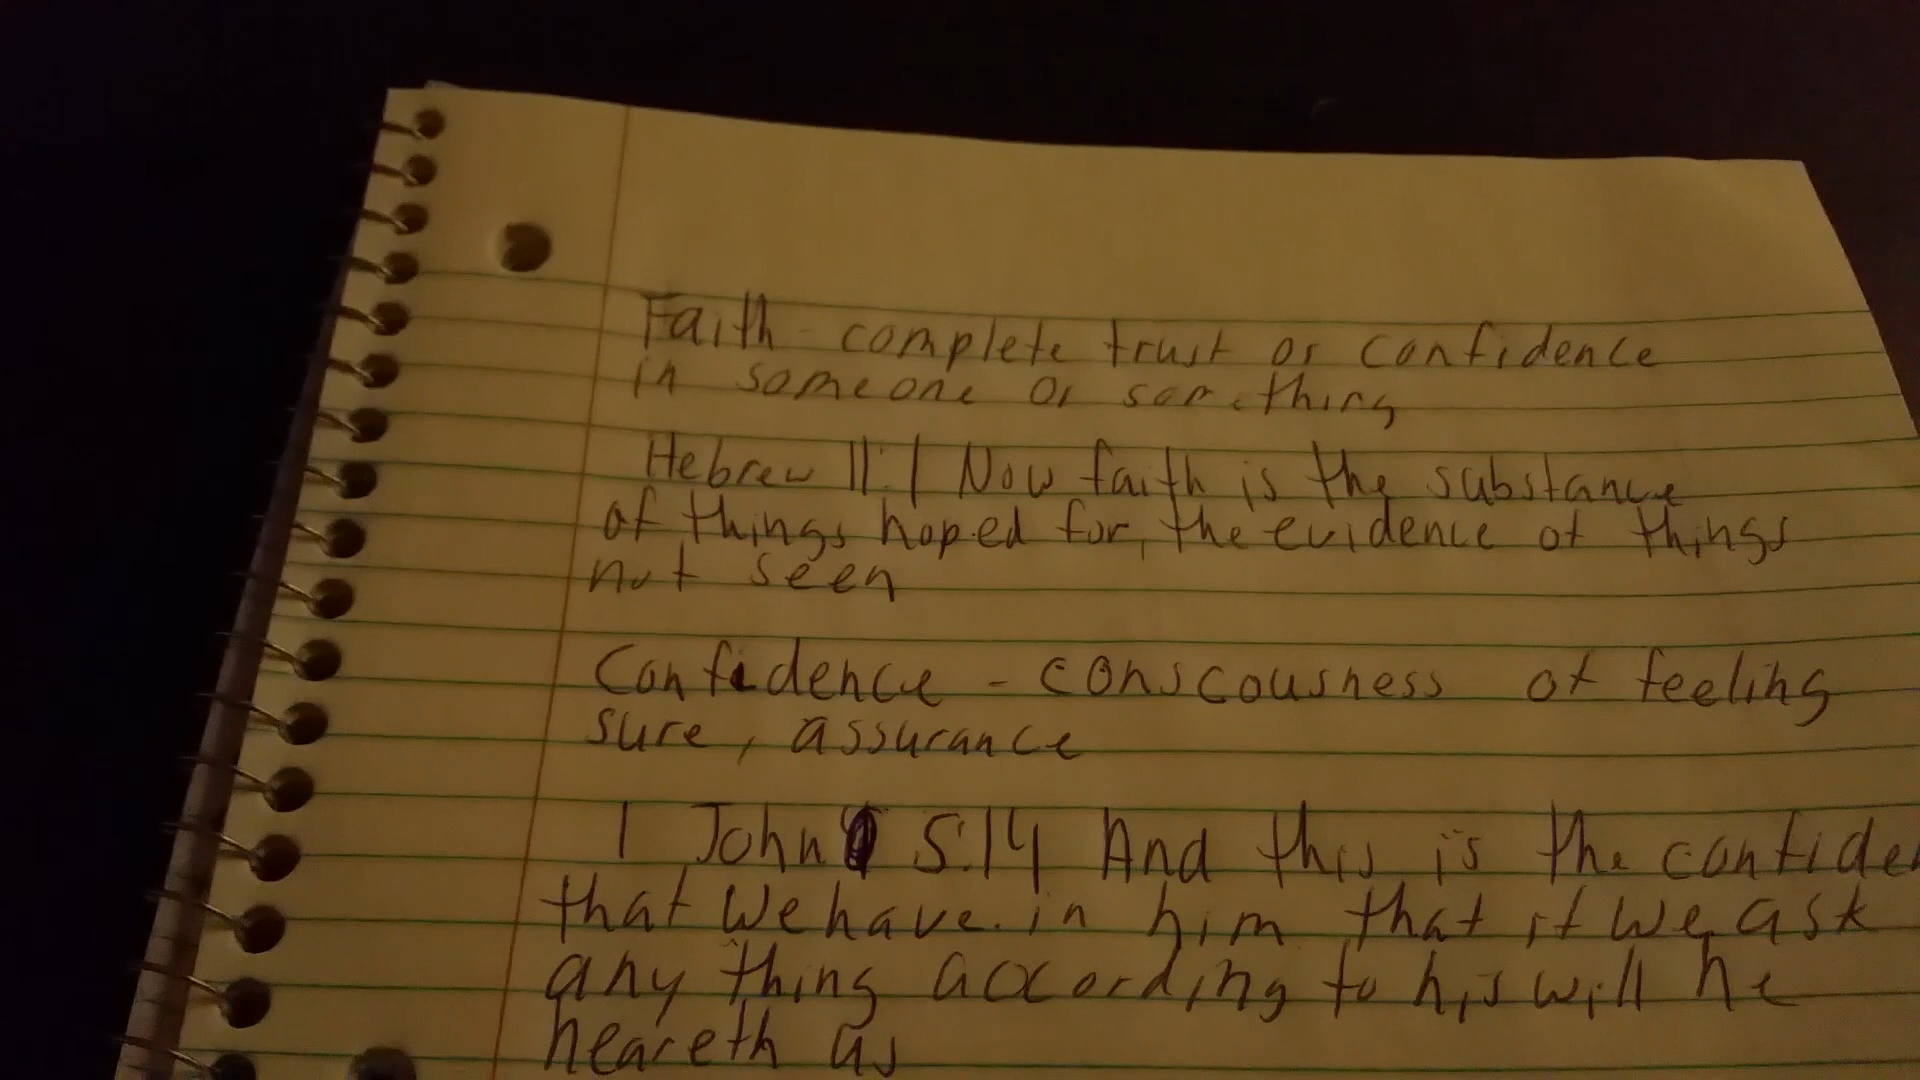 Faith - complete trust or confidence
in someone or something
Hebrew 11:1 Now faith is the substance
of things hoped for, the evidence of things
not seen
Confidence - conscousness of feeling
sure, assurance
1 John 5:14 And this is the confide
that we have in him that if we ask
any thing according to his will he
heareth us